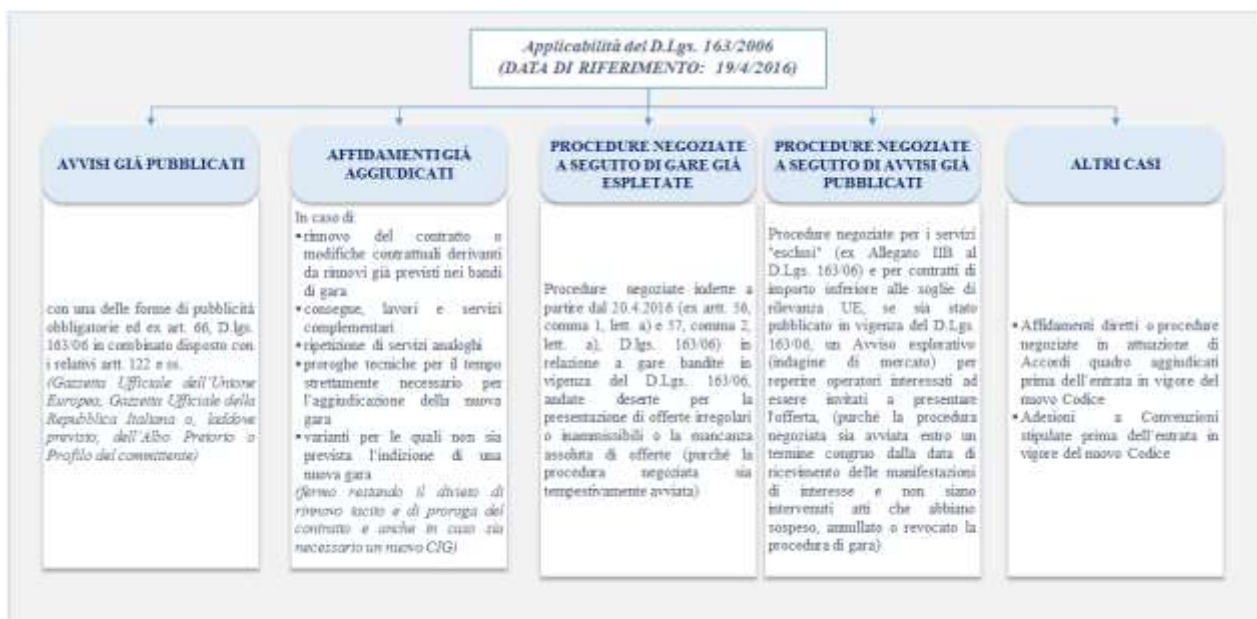 Applicabilità del D.Lgs. 163/2006
(DATA DI RIFERIMENTO: 19/4/2016)
AVVISI GIÀ PUBBLICATI
con una delle forme di pubblicità
obbligatorie ed ex art. 66, D.lgs.
163/06 in combinato disposto con
i relativi artt. 122 e ss.
(Gazzetta Ufficiale dell'Unione
Europea, Gazzetta Ufficiale della
Repubblica Italiana o, laddove
previsto, dell'Albo Pretorio o
Profilo del committente)
AFFIDAMENTI GIÀ
AGGIUDICATI
In caso di
▪rinnovo del contratto o
modifiche contrattuali derivanti
da rinnovi già previsti nei bandi
di gara
▪consegne, lavori e servizi
complementari
▪ripetizione di servizi analoghi
▪proroghe tecniche per il tempo
strettamente necessario per
l'aggiudicazione della nuova
gara
▪varianti per le quali non sia
prevista l'indizione di una
nuova gara
(fermo restando il divieto di
rinnovo tacito e di proroga del
contratto e anche in caso sia
necessario un nuovo CIG)
PROCEDURE NEGOZIATE
A SEGUITO DI GARE GIÀ
ESPLETATE
Procedure negoziate indette a
partire dal 20.4.2016 (ex artt. 56,
comma 1, lett. a) e 57, comma 2,
lett. a), D.lgs. 163/06) in
relazione a gare bandite in
vigenza del D.Lgs. 163/06,
andate deserte per la
presentazione di offerte irregolari
o inammissibili o la mancanza
assoluta di offerte (purché la
procedura negoziata sia
tempestivamente avviata)
PROCEDURE NEGOZIATE
A SEGUITO DI AVVISI GIÀ
PUBBLICATI
Procedure negoziate per i servizi
"esclusi" (ex Allegato IIB al
D.Lgs. 163/06) e per contratti di
importo inferiore alle soglie di
rilevanza UE, se sia stato
pubblicato in vigenza del D.Lgs.
163/06, un Avviso esplorativo
(indagine di mercato) per
reperire operatori interessati ad
essere invitati a presentare
l'offerta, (purché la procedura
negoziata sia avviata entro un
termine congruo dalla data di
ricevimento delle manifestazioni
di interesse e non siano
intervenuti atti che abbiano
sospeso, annullato o revocato la
procedura di gara)
ALTRI CASI
▪Affidamenti diretti o procedure
negoziate in attuazione di
Accordi quadro aggiudicati
prima dell'entrata in vigore del
nuovo Codice
▪Adesioni a Convenzioni
stipulate prima dell'entrata in
vigore del nuovo Codice